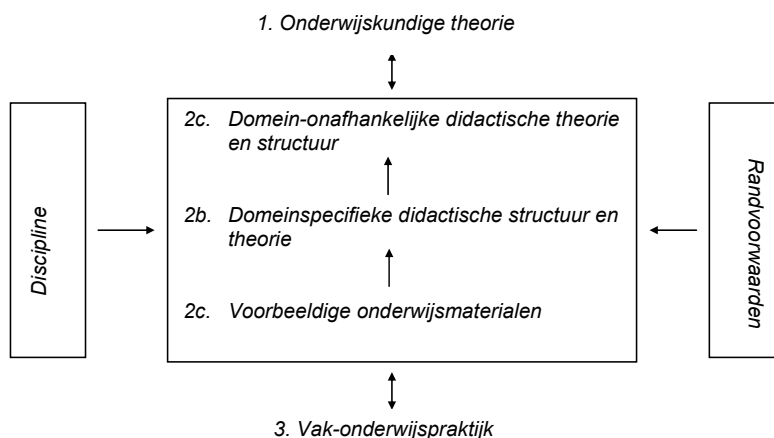 1. Onderwijskundige theorie
2c. Domein-onafhankelijke didactische theorie
en structuur
2b. Domeinspecifieke didactische structuur en
theorie
2c. Voorbeeldige onderwijsmaterialen
Discipline
Randvoorwaarden
3. Vak-onderwijspraktijk